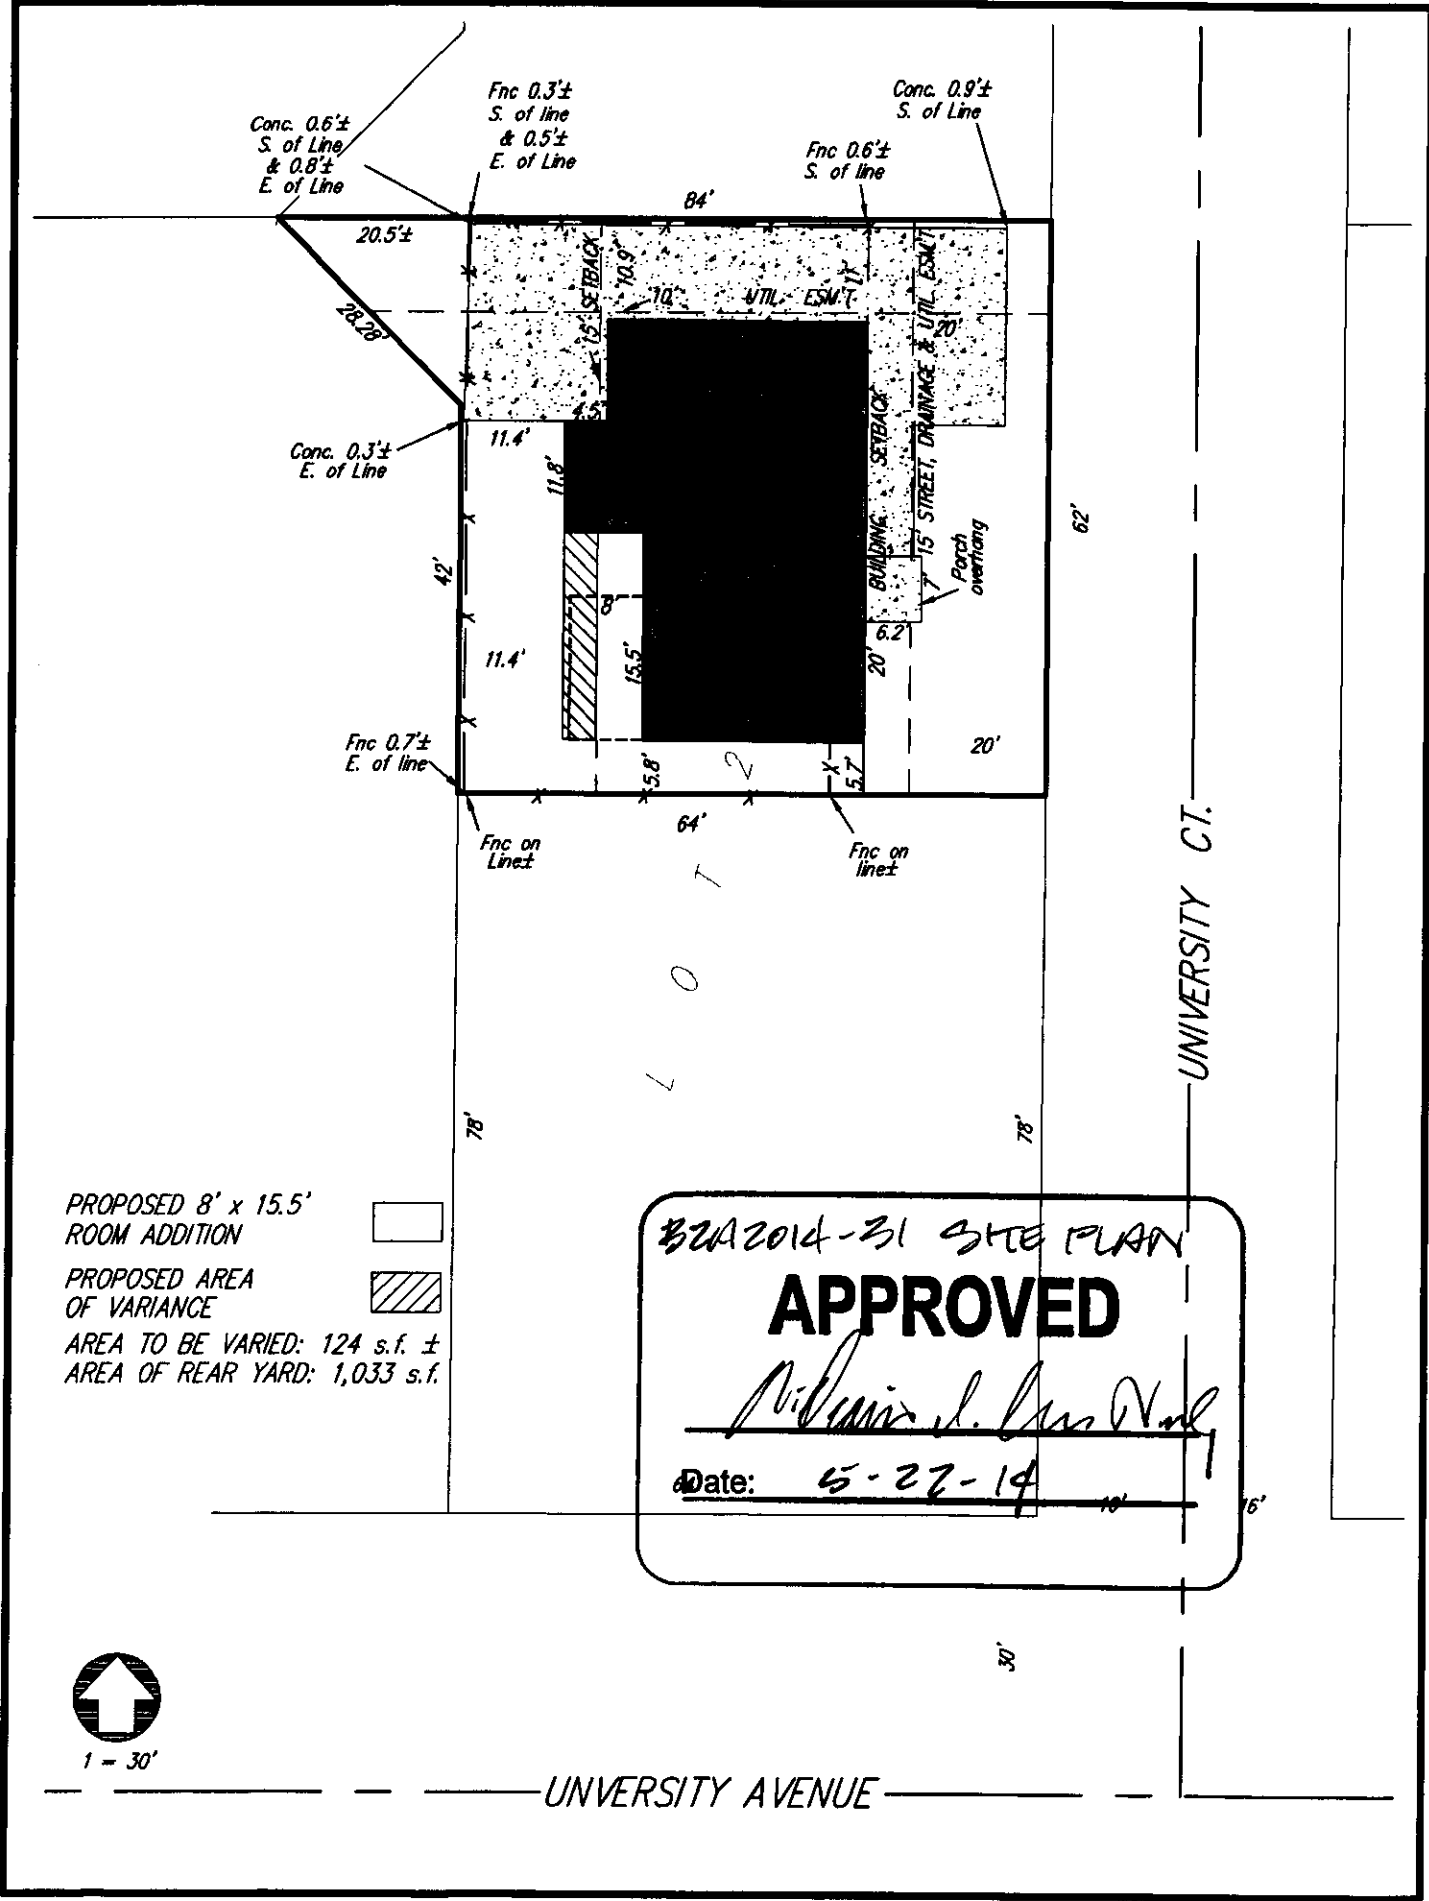 Fnc 0.3'±
S. of line
& 0.5'±
E. of Line
Conc. 0.9'±
S. of Line
Conc. 0.6'±
S. of Line
& 0.8'±
E. of Line
Fnc 0.6'±
S. of line
84'
20.5'±
28.28'
15' SETBACK
10.9'
10' UTIL ESM'T
11'
20'
15' STREET, DRAINAGE & UTIL ESM'T
BUILDING SETBACK
4.5'
11.4'
11.8'
Conc. 0.3'±
E. of Line
62'
42'
Porch
overhang
7'
6.2'
8'
11.4'
15.5'
20'
20'
Fnc 0.7'±
E. of line
5.8'
5.7'
64'
Fnc on
Line±
Fnc on
line±
LOT 2
UNIVERSITY CT.
78'
78'
PROPOSED 8' x 15.5'
ROOM ADDITION
PROPOSED AREA
OF VARIANCE
AREA TO BE VARIED: 124 s.f. ±
AREA OF REAR YARD: 1,033 s.f.
BZA2014-31 SITE PLAN
APPROVED
Date: 5-22-14
16'
30'
1 = 30'
UNVERSITY AVENUE